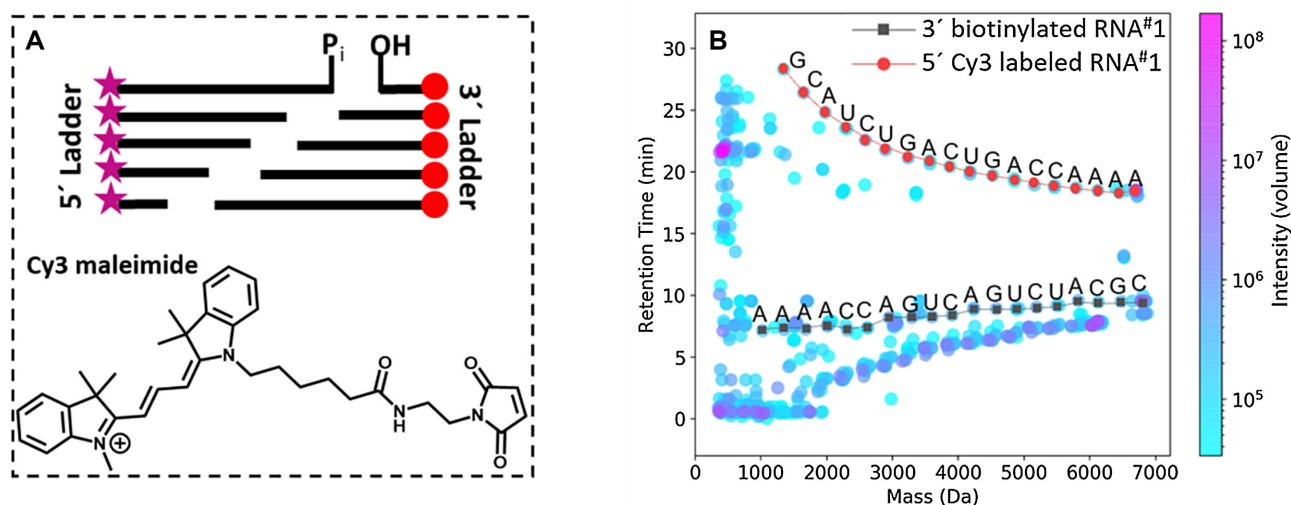 A
P i OH
5´ Ladder
3´ Ladder
Cy3 maleimide
N
N
⊕
O
N
H
O
N
O
B
3´ biotinylated RNA#1
5´ Cy3 labeled RNA#1
G C A U C U G A C U G A C C A A A A
A A A A C C A G U C A G U C U A C G C
Retention Time (min)
30
25
20
15
10
5
0
0 1000 2000 3000 4000 5000 6000 7000
Mass (Da)
10^8
10^7
10^6
10^5
Intensity (volume)